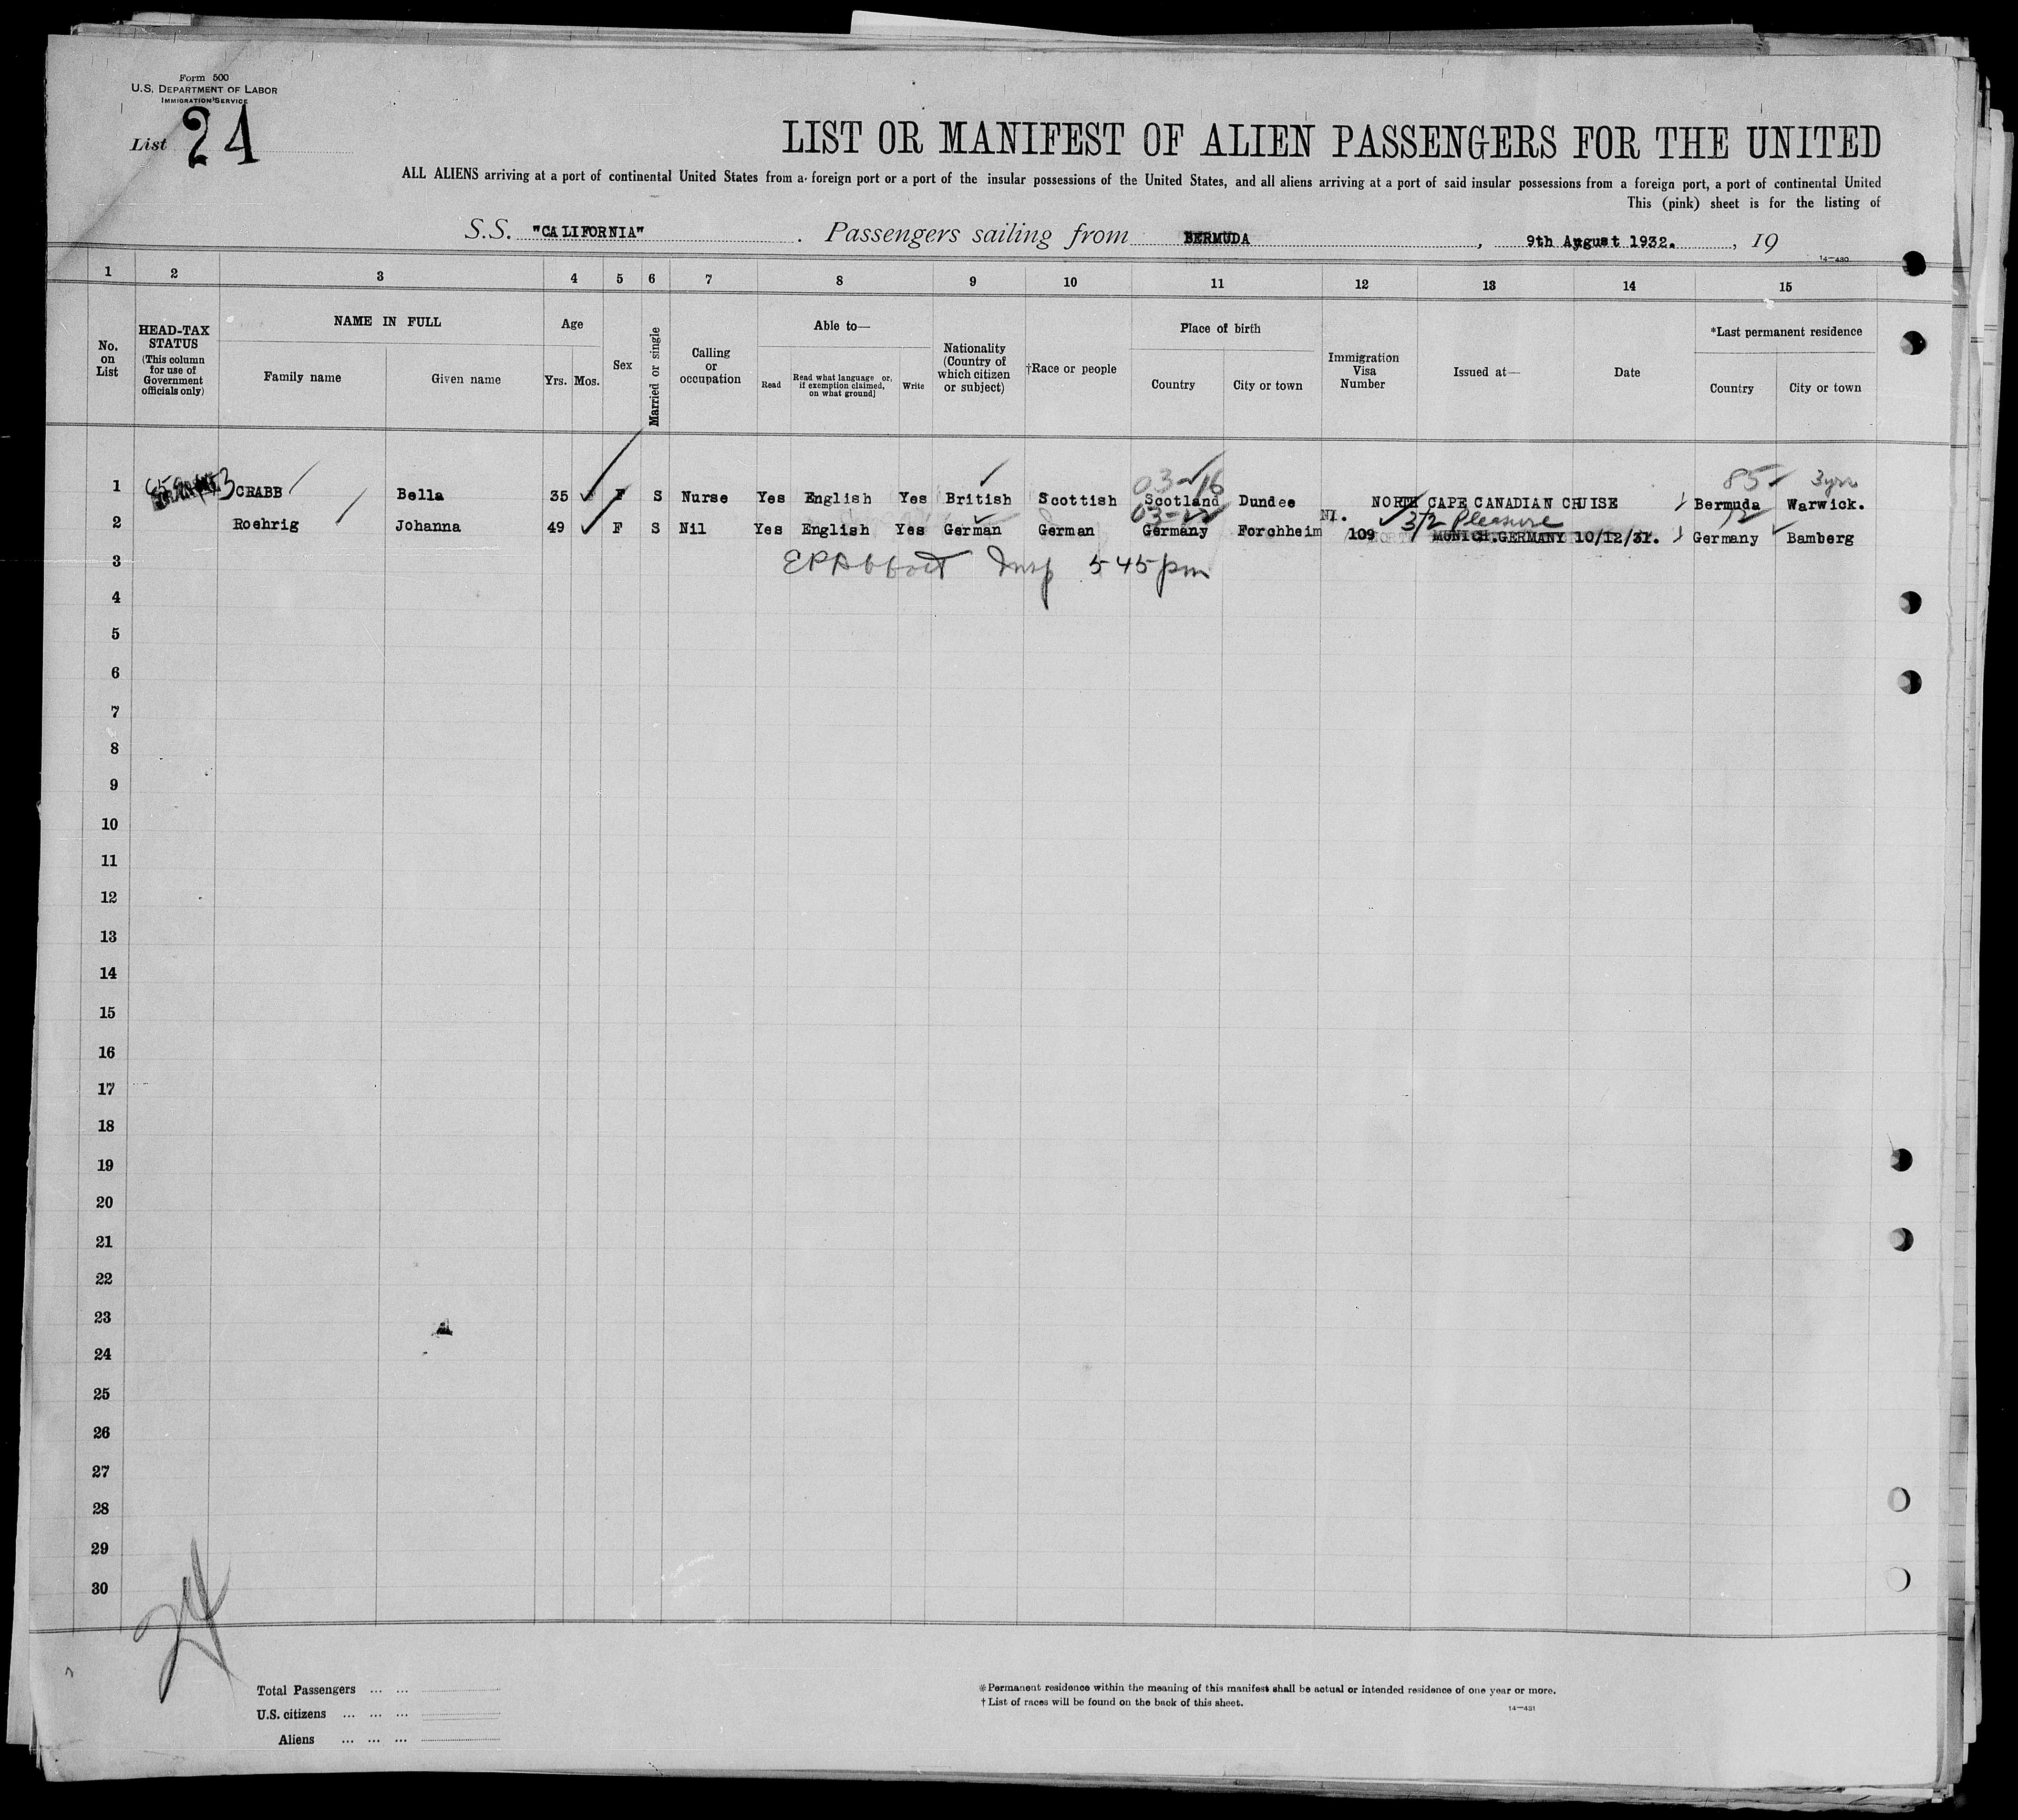 Form 500
U.S. DEPARTMENT OF LABOR
IMMIGRATION SERVICE
List 24
LIST OR MANIFEST OF ALIEN PASSENGERS FOR THE UNITED
ALL ALIENS arriving at a port of continental United States from a foreign port or a port of the insular possessions of the United States, and all aliens arriving at a port of said insular possessions from a foreign port, a port of continental United
This (pink) sheet is for the listing of
S.S. "CALIFORNIA" . Passengers sailing from BERMUDA , 9th August 1932. , 19
14—480
1 2 3 4 5 6 7 8 9 10 11 12 13 14 15
No. on List
HEAD-TAX STATUS (This column for use of Government officials only)
NAME IN FULL
Family name Given name
Age
Yrs. Mos.
Sex
Married or single
Calling or occupation
Able to—
Read
Read what language or, if exemption claimed, on what ground]
Write
Nationality (Country of which citizen or subject)
†Race or people
Place of birth
Country City or town
Immigration Visa Number
Issued at—
Date
*Last permanent residence
Country City or town
03-16 85 3 yrs
1 CRABB Bella 35 F S Nurse Yes English Yes British Scottish Scotland Dundee NORTH CAPE CANADIAN CRUISE Bermuda Warwick.
3/2 Pleasure
2 Roehrig Johanna 49 F S Nil Yes English Yes German German Germany Forchheim 109 MUNICH.GERMANY 10/12/31. Germany Bamberg
3 Insp 5 45 pm
4
5
6
7
8
9
10
11
12
13
14
15
16
17
18
19
20
21
22
23
24
25
26
27
28
29
30
24
Total Passengers ... ...
U.S. citizens ... ... ...
Aliens ... ... ...
*Permanent residence within the meaning of this manifest shall be actual or intended residence of one year or more.
†List of races will be found on the back of this sheet.
14—431